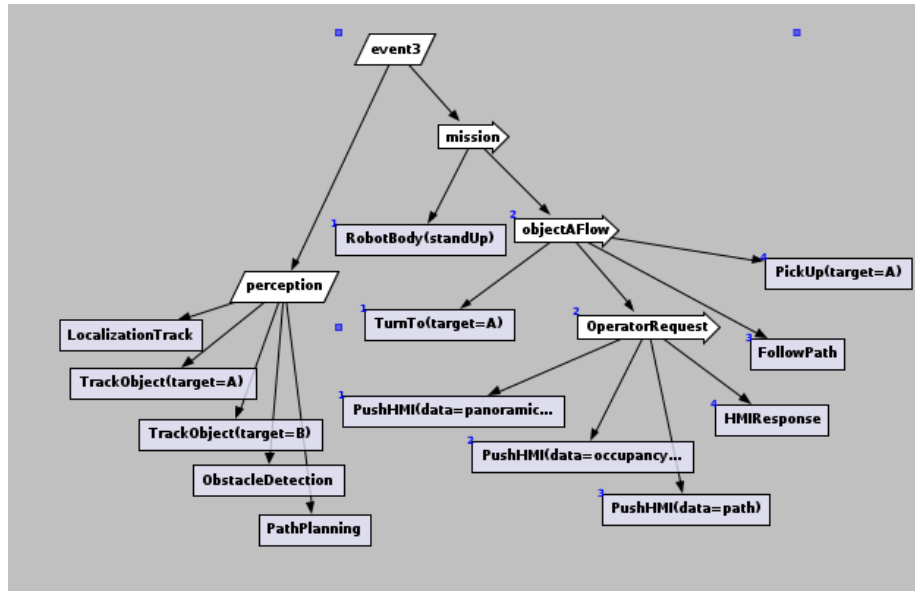 event3
mission
1
RobotBody(standUp)
2
objectAFlow
4
PickUp(target=A)
perception
1
TurnTo(target=A)
2
OperatorRequest
LocalizationTrack
3
FollowPath
TrackObject(target=A)
1
PushHMI(data=panoramic...
4
HMIResponse
TrackObject(target=B)
2
PushHMI(data=occupancy...
ObstacleDetection
3
PushHMI(data=path)
PathPlanning